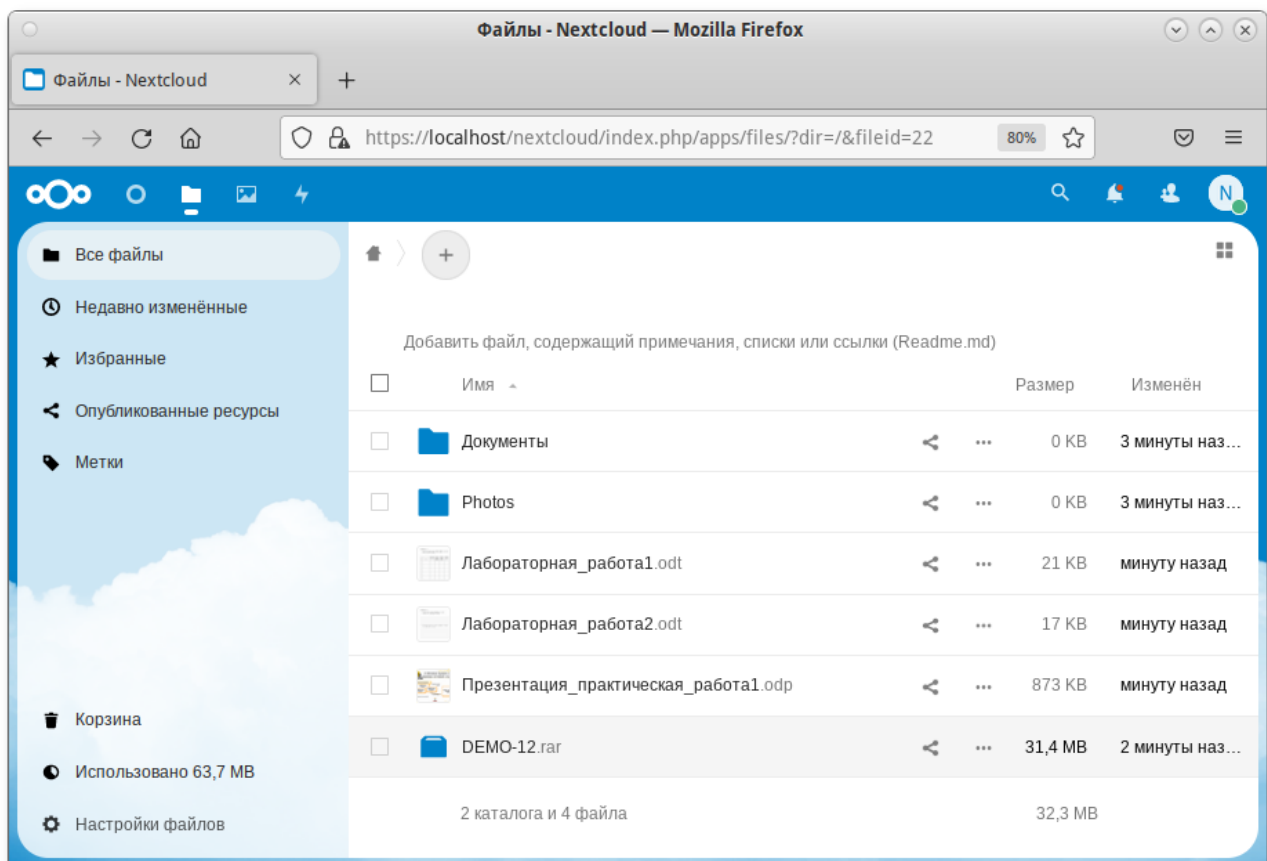 Файлы - Nextcloud — Mozilla Firefox
Файлы - Nextcloud
https://localhost/nextcloud/index.php/apps/files/?dir=/&fileid=22 80%
N
Все файлы
Недавно изменённые
Избранные
Опубликованные ресурсы
Метки
Корзина
Использовано 63,7 MB
Настройки файлов
Добавить файл, содержащий примечания, списки или ссылки (Readme.md)
Имя Размер Изменён
Документы 0 KB 3 минуты наз…
Photos 0 KB 3 минуты наз…
Лабораторная_работа1.odt 21 KB минуту назад
Лабораторная_работа2.odt 17 KB минуту назад
Презентация_практическая_работа1.odp 873 KB минуту назад
DEMO-12.rar 31,4 MB 2 минуты наз…
2 каталога и 4 файла 32,3 MB